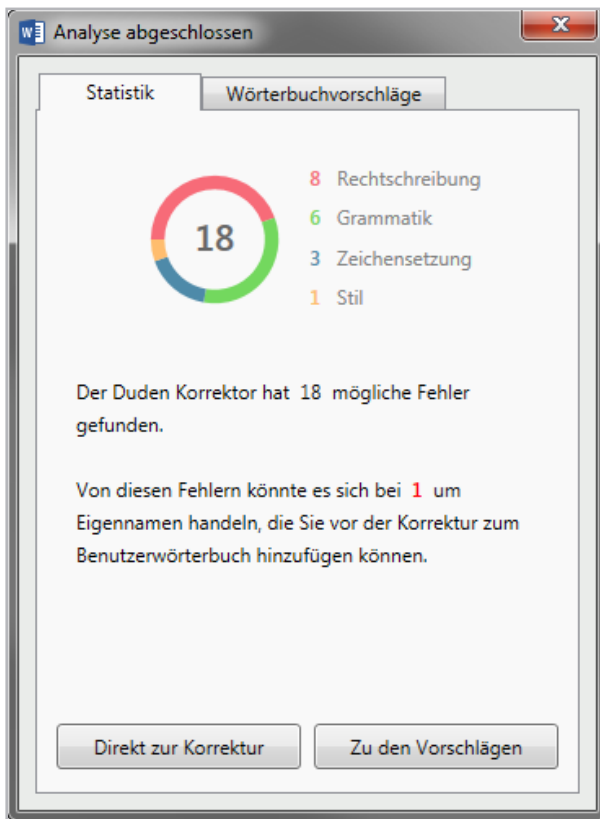 Analyse abgeschlossen
Statistik
Wörterbuchvorschläge
18
8 Rechtschreibung
6 Grammatik
3 Zeichensetzung
1 Stil
Der Duden Korrektor hat 18 mögliche Fehler
gefunden.
Von diesen Fehlern könnte es sich bei 1 um
Eigennamen handeln, die Sie vor der Korrektur zum
Benutzerwörterbuch hinzufügen können.
Direkt zur Korrektur
Zu den Vorschlägen